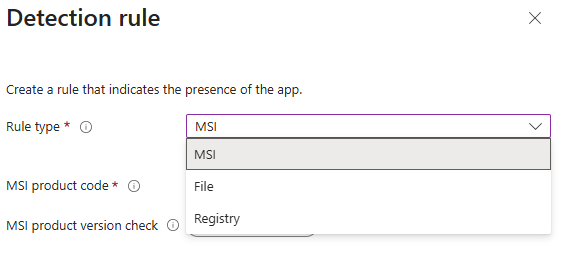 Detection rule
Create a rule that indicates the presence of the app.
Rule type *
MSI
MSI
File
Registry
MSI product code *
MSI product version check